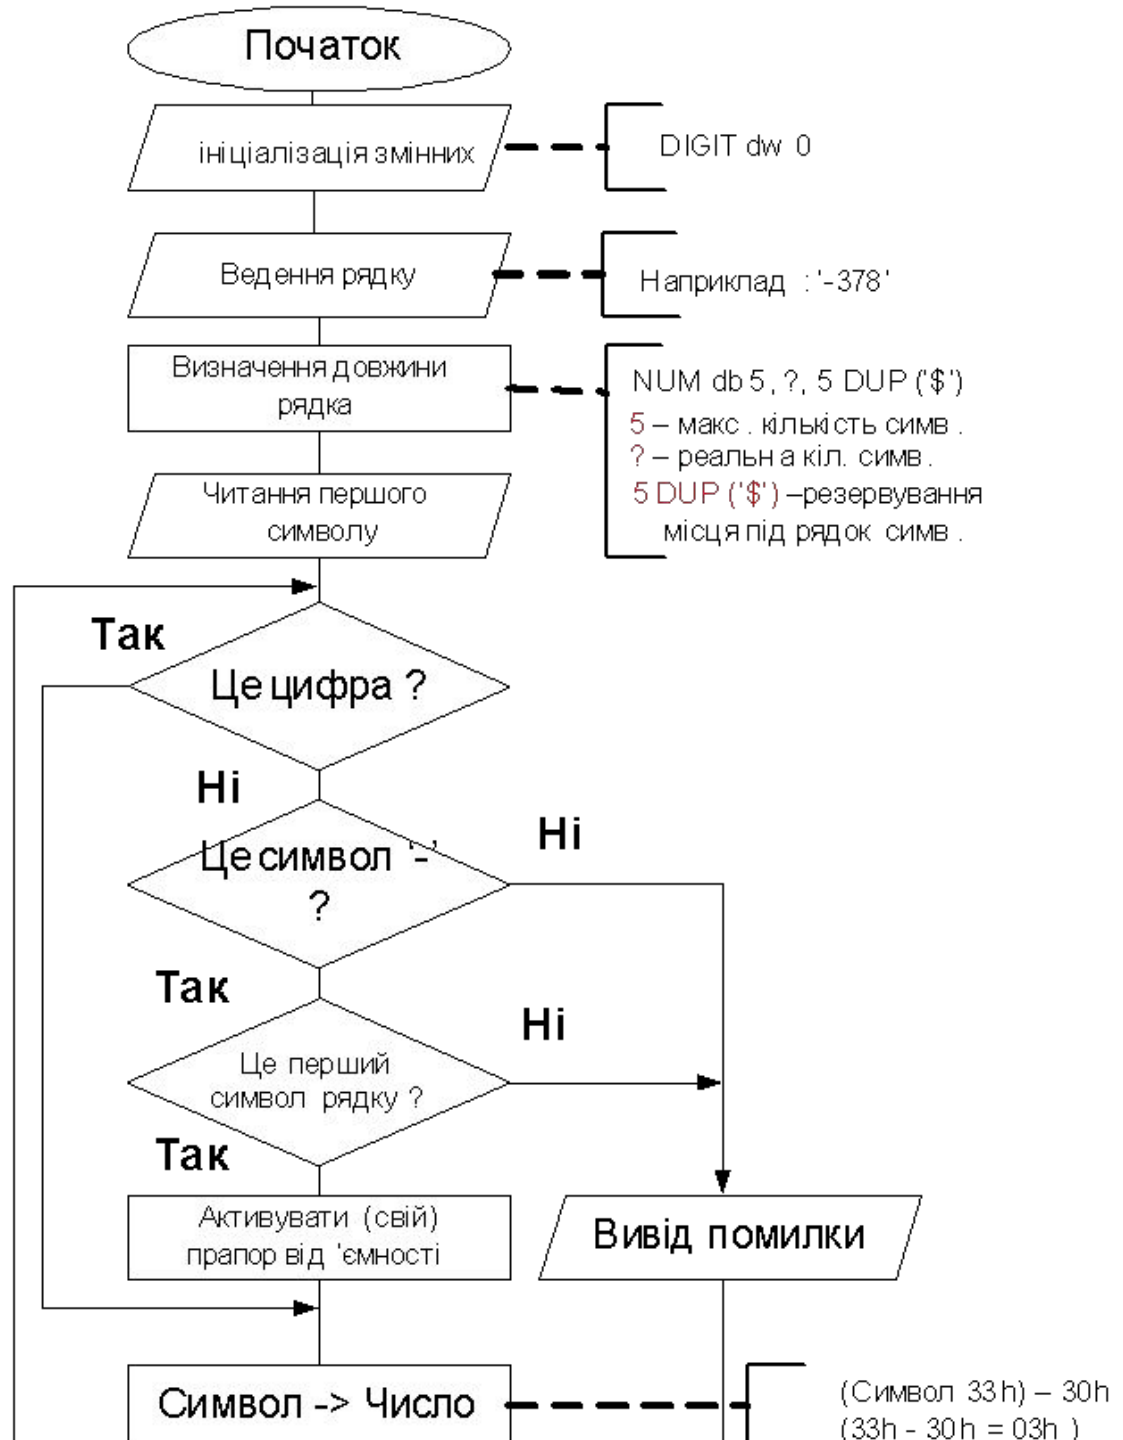 Початок
ініціалізація змінних
DIGIT dw 0
Ведення рядку
Наприклад : '-378'
Визначення довжини
рядка
NUM db 5, ?, 5 DUP ('$')
5 – макс . кількість симв .
? – реальна кіл. симв .
5 DUP ('$') –резервування
місця під рядок симв .
Читання першого
символу
Так
Це цифра ?
Ні
Це символ '-'
?
Ні
Так
Це перший
символ рядку ?
Ні
Так
Активувати (свій)
прапор від 'ємності
Вивід помилки
Символ -> Число
(Символ 33h) – 30h
(33h - 30h = 03h )